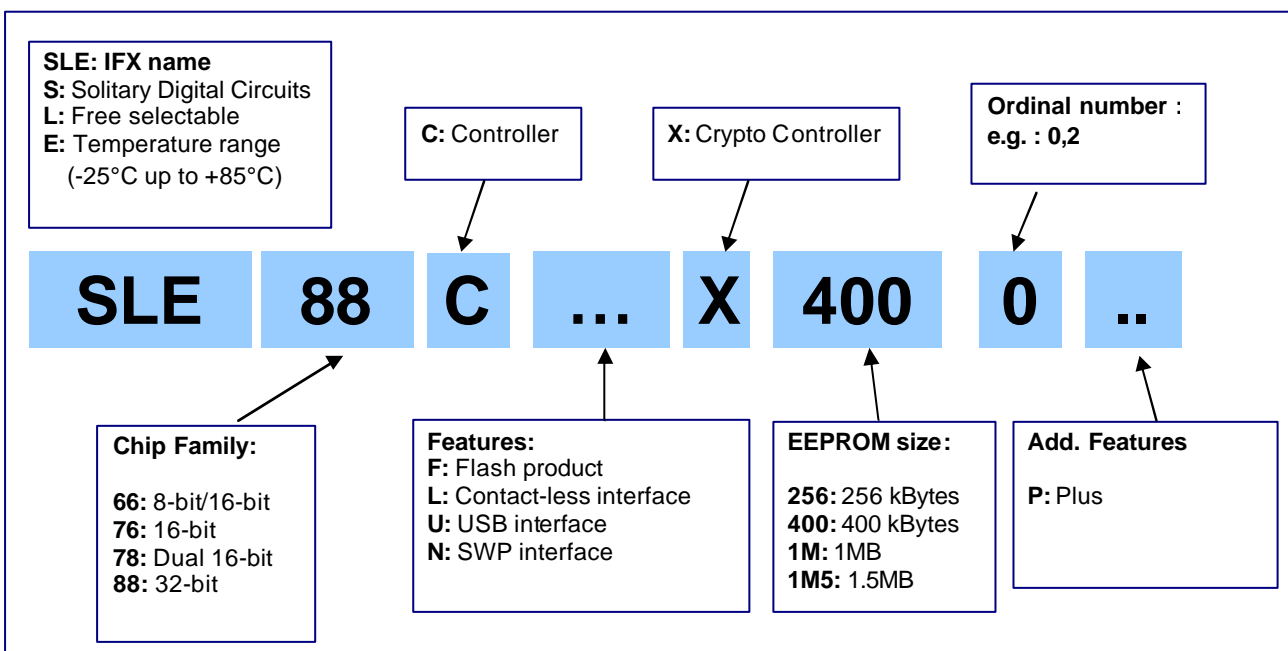 SLE: IFX name
S: Solitary Digital Circuits
L: Free selectable
E: Temperature range
(-25°C up to +85°C)
C: Controller
X: Crypto Controller
Ordinal number :
e.g. : 0,2
SLE 88 C ... X 400 0 ..
Chip Family:
66: 8-bit/16-bit
76: 16-bit
78: Dual 16-bit
88: 32-bit
Features:
F: Flash product
L: Contact-less interface
U: USB interface
N: SWP interface
EEPROM size:
256: 256 kBytes
400: 400 kBytes
1M: 1MB
1M5: 1.5MB
Add. Features
P: Plus